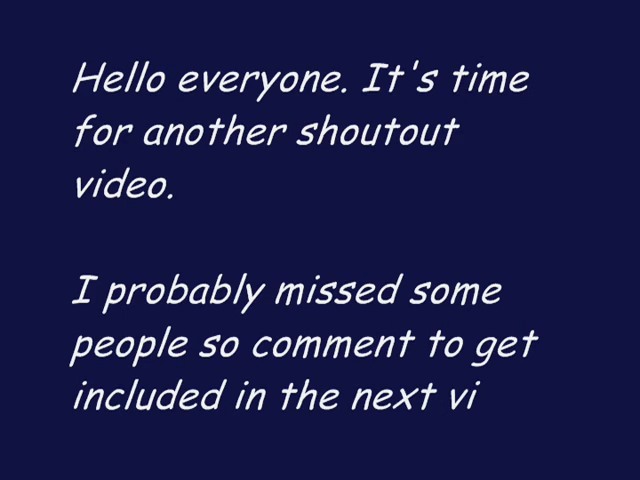 Hello everyone. It's time
for another shoutout
video.
I probably missed some
people so comment to get
included in the next vi